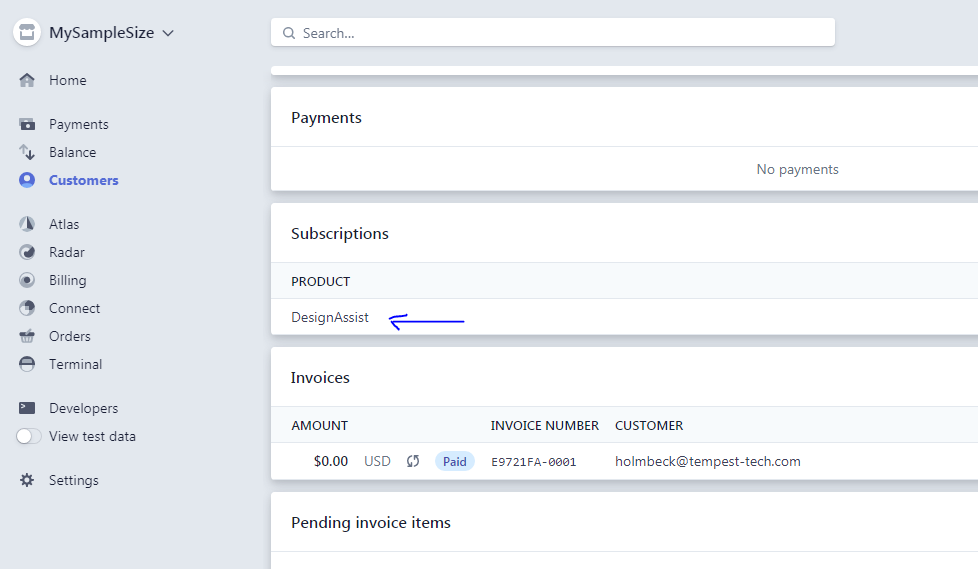 MySampleSize
Search...
Home
Payments
Balance
Customers
Atlas
Radar
Billing
Connect
Orders
Terminal
Developers
View test data
Settings
Payments
No payments
Subscriptions
PRODUCT
DesignAssist
Invoices
AMOUNT INVOICE NUMBER CUSTOMER
$0.00 USD Paid E9721FA-0001 holmbeck@tempest-tech.com
Pending invoice items